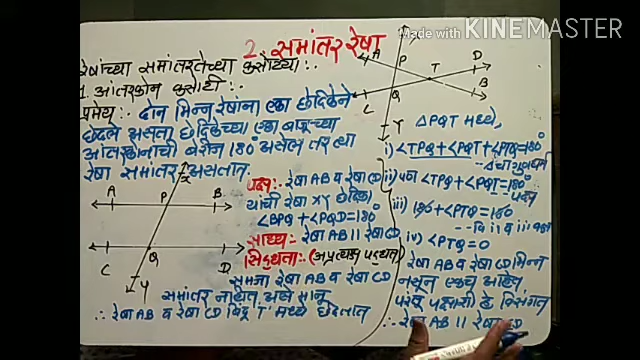 Made with KINEMASTER
2. समांतर रेषा
रेषांच्या समांतरतेच्या कसोट्या :-
1. आंतरकोन कसोटी
प्रमेय :- दोन भिन्न रेषांना एका छेदिकेने
छेदले असता छेदिकेच्या एका बाजूच्या
आंतरकोनांची बेरीज 180° असेल तर त्या
रेषा समांतर असतात.
X
A P B
C Q D
Y
पक्ष :- रेषा AB व रेषा CD
यांची रेषा XY छेदिका
∠BPQ + ∠PQD = 180°
साध्य :- रेषा AB || रेषा CD
सिद्धता :- (अप्रत्यक्ष पद्धत)
समजा रेषा AB व रेषा CD
समांतर नाहीत असे मानू
∴ रेषा AB व रेषा CD बिंदू 'T' मध्ये छेदतात
A P D
T
C Q B
Y
△PQT मध्ये,
i) ∠TPQ + ∠PQT + ∠PTQ = 180°
ii) पण ∠TPQ + ∠PQT = 180°
-- पक्ष
iii) 180 + ∠PTQ = 180
-- वि i व ii
iv) ∠PTQ = 0
रेषा AB व रेषा CD भिन्न
नसून एकच आहेत
परंतु पक्षाशी हे विसंगत
∴ रेषा AB || रेषा CD